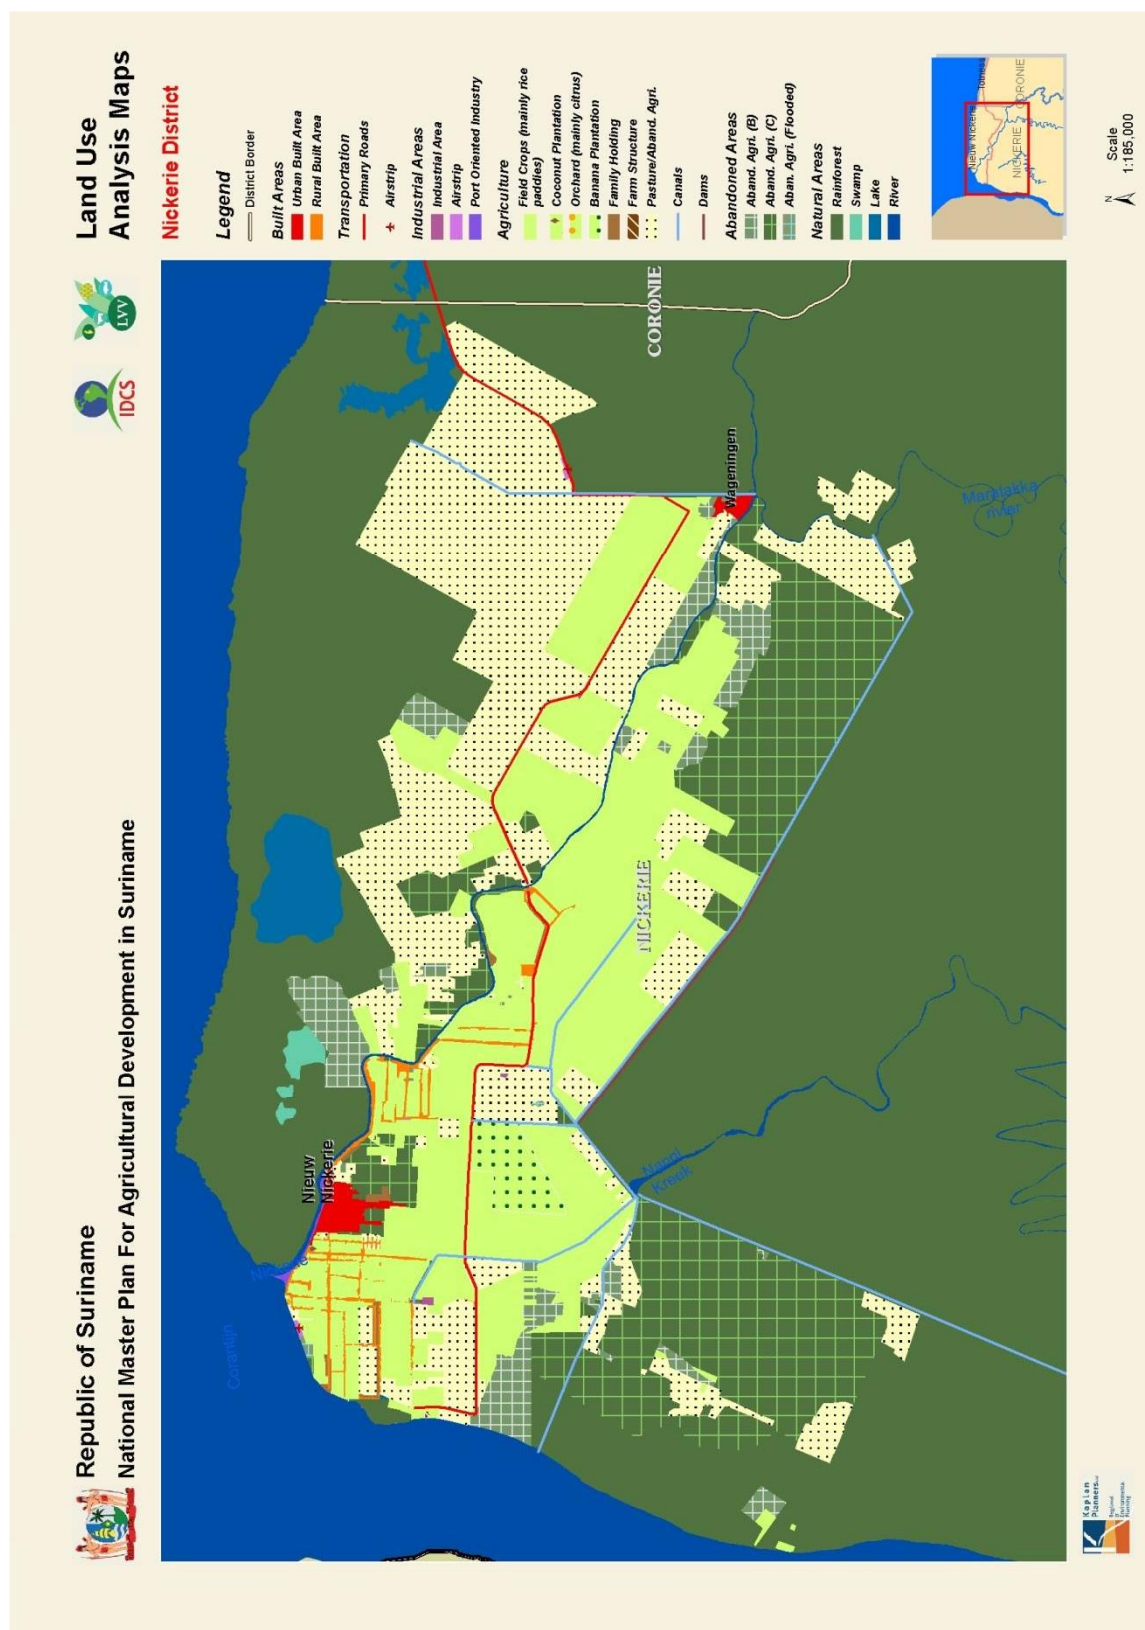 Republic of Suriname
National Master Plan For Agricultural Development in Suriname
IDCS
LVV
Land Use
Analysis Maps
Nickerie District
Legend
District Border
Built Areas
Urban Built Area
Rural Built Area
Transportation
Primary Roads
Airstrip
Industrial Areas
Industrial Area
Airstrip
Port Oriented Industry
Agriculture
Field Crops (mainly rice
paddies)
Coconut Plantation
Orchard (mainly citrus)
Banana Plantation
Family Holding
Farm Structure
Pasture/Aband. Agri.
Canals
Dams
Abandoned Areas
Aband. Agri. (B)
Aband. Agri. (C)
Aban. Agri. (Flooded)
Natural Areas
Rainforest
Swamp
Lake
River
Corantijn
Nickerie
Nieuw
Nickerie
Nanni
Kreek
NICKERIE
Wageningen
CORONIE
Maratakka
rivier
Nieuw Nickerie
Totness
NICKERIE
CORONIE
N
Scale
1:185,000
Kaplan
Planners
Regional
Planning